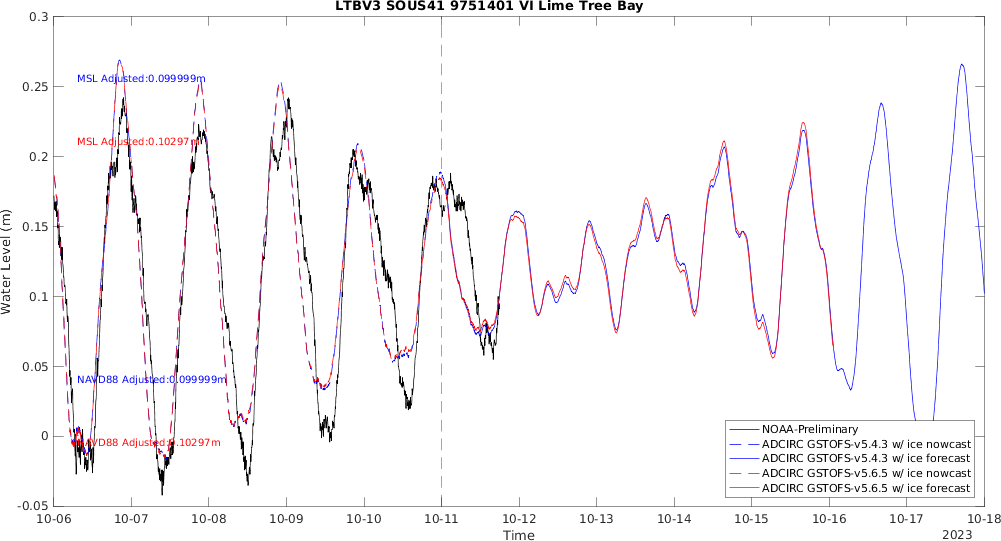 LTBV3 SOUS41 9751401 VI Lime Tree Bay
0.3
0.25
0.2
0.15
0.1
0.05
0
-0.05
Water Level (m)
MSL Adjusted:0.099999m
MSL Adjusted:0.10297m
NAVD88 Adjusted:0.099999m
NAVD88 Adjusted:0.10297m
NOAA-Preliminary
ADCIRC GSTOFS-v5.4.3 w/ ice nowcast
ADCIRC GSTOFS-v5.4.3 w/ ice forecast
ADCIRC GSTOFS-v5.6.5 w/ ice nowcast
ADCIRC GSTOFS-v5.6.5 w/ ice forecast
10-06 10-07 10-08 10-09 10-10 10-11 10-12 10-13 10-14 10-15 10-16 10-17 10-18
Time
2023